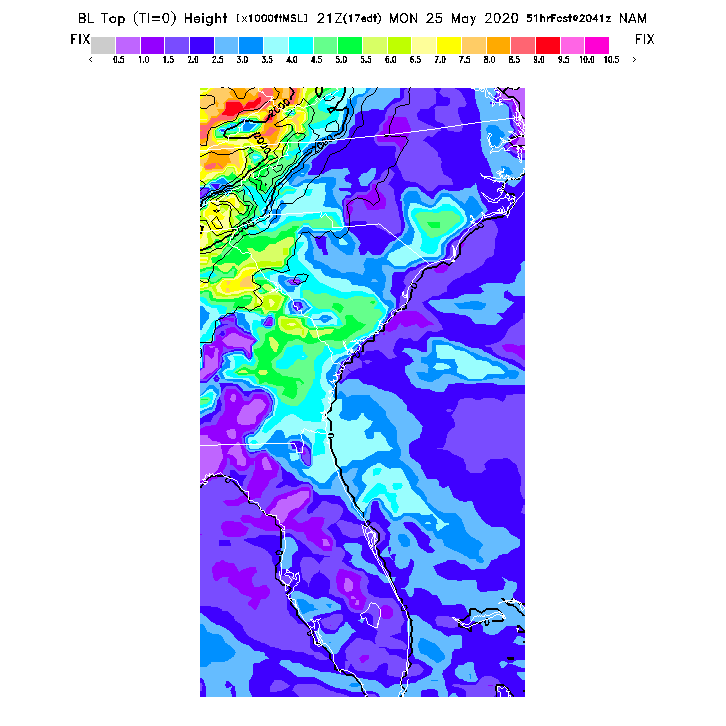 BL Top (TI=0) Height [x1000ftMSL] 21Z(17edt) MON 25 May 2020 51hrFcst@2041z NAM
FIX FIX
< 0.5 1.0 1.5 2.0 2.5 3.0 3.5 4.0 4.5 5.0 5.5 6.0 6.5 7.0 7.5 8.0 8.5 9.0 9.5 10.0 10.5 >
2000
2000